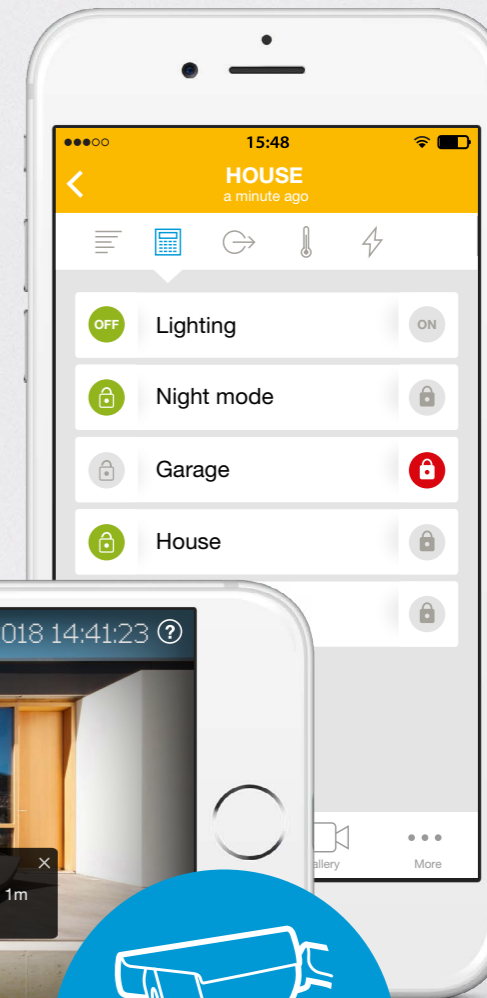 15:48
HOUSE
a minute ago
OFF Lighting ON
Night mode
Garage
House
018 14:41:23 ?
1m
allery More